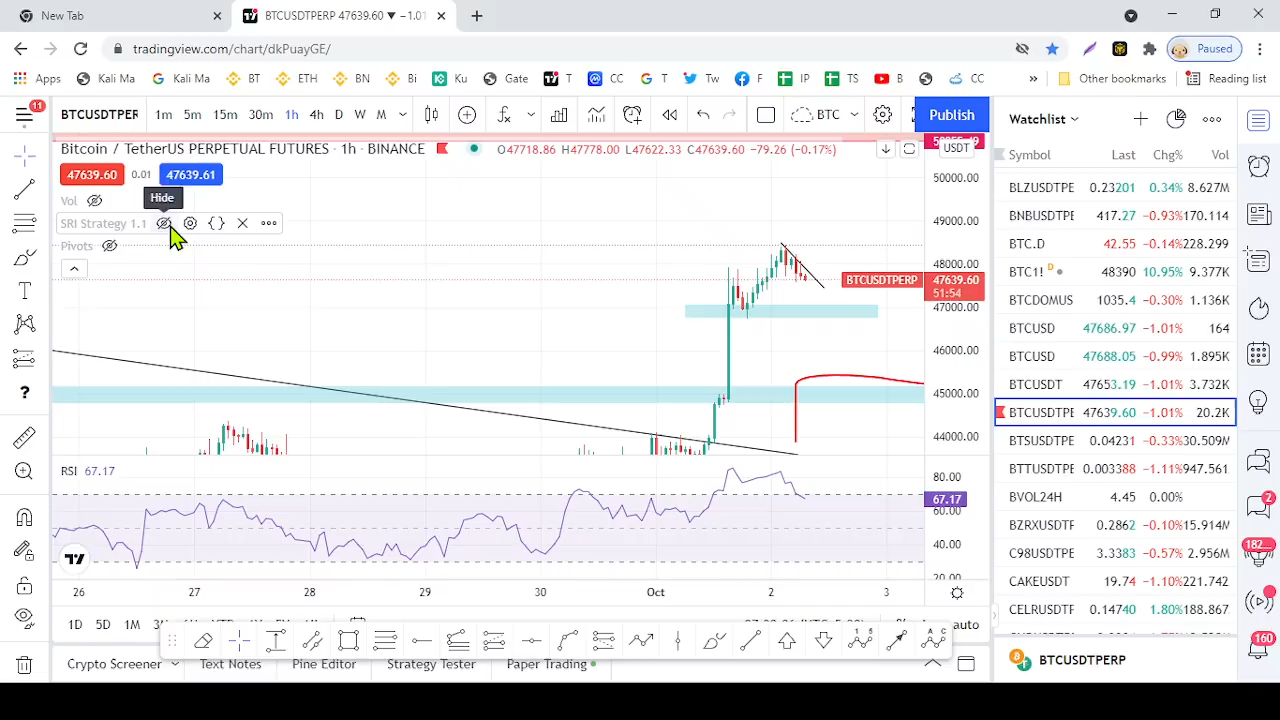 New Tab
BTCUSDTPERP 47639.60 ▼ −1.01
tradingview.com/chart/dkPuayGE/
Paused
Apps Kali Ma Kali Ma BT ETH BN Bi Ku Gate T CC T Tw F IP TS B CC » Other bookmarks Reading list
11 BTCUSDTPER 1m 5m 15m 30m 1h 4h D W M BTC Publish
Bitcoin / TetherUS PERPETUAL FUTURES · 1h · BINANCE O47718.86 H47778.00 L47622.33 C47639.60 −79.26 (−0.17%) USDT
47639.60 0.01 47639.61
Vol Hide
SRI Strategy 1.1
Pivots
50000.00
49000.00
48000.00
BTCUSDTPERP 47639.60
51:54
47000.00
46000.00
45000.00
44000.00
RSI 67.17
80.00
67.17
60.00
40.00
20.00
26 27 28 29 30 Oct 2 3
1D 5D 1M auto
Crypto Screener Text Notes Pine Editor Strategy Tester Paper Trading
Watchlist
Symbol Last Chg% Vol
BLZUSDTPE 0.23201 0.34% 8.627M
BNBUSDTPE 417.27 −0.93% 170.114
BTC.D 42.55 −0.14% 228.299
BTC1! D 48390 10.95% 9.377K
BTCDOMUS 1035.4 −0.30% 1.136K
BTCUSD 47686.97 −1.01% 164
BTCUSD 47688.05 −0.99% 1.895K
BTCUSDT 47653.19 −1.01% 3.732K
BTCUSDTPE 47639.60 −1.01% 20.2K
BTSUSDTPE 0.04231 −0.33% 30.509M
BTTUSDTPE 0.003388 −1.11% 947.561
BVOL24H 4.45 0.00%
BZRXUSDTF 0.2862 −0.10% 15.914M
C98USDTPE 3.3383 −0.57% 2.956M
CAKEUSDT 19.74 −1.10% 221.742
CELRUSDTF 0.14740 1.80% 188.867
BTCUSDTPERP
2
182...
160